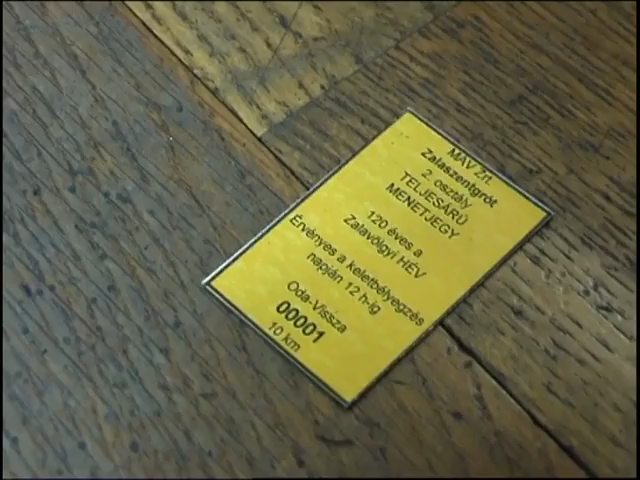 MÁV Zrt.
Zalaszentgrót
2. osztály
TELJESÁRÚ
MENETJEGY
120 éves a
Zalavölgyi HÉV
Érvényes a keletbélyegzés
napján 12 h-ig
Oda-Vissza
00001
10 km